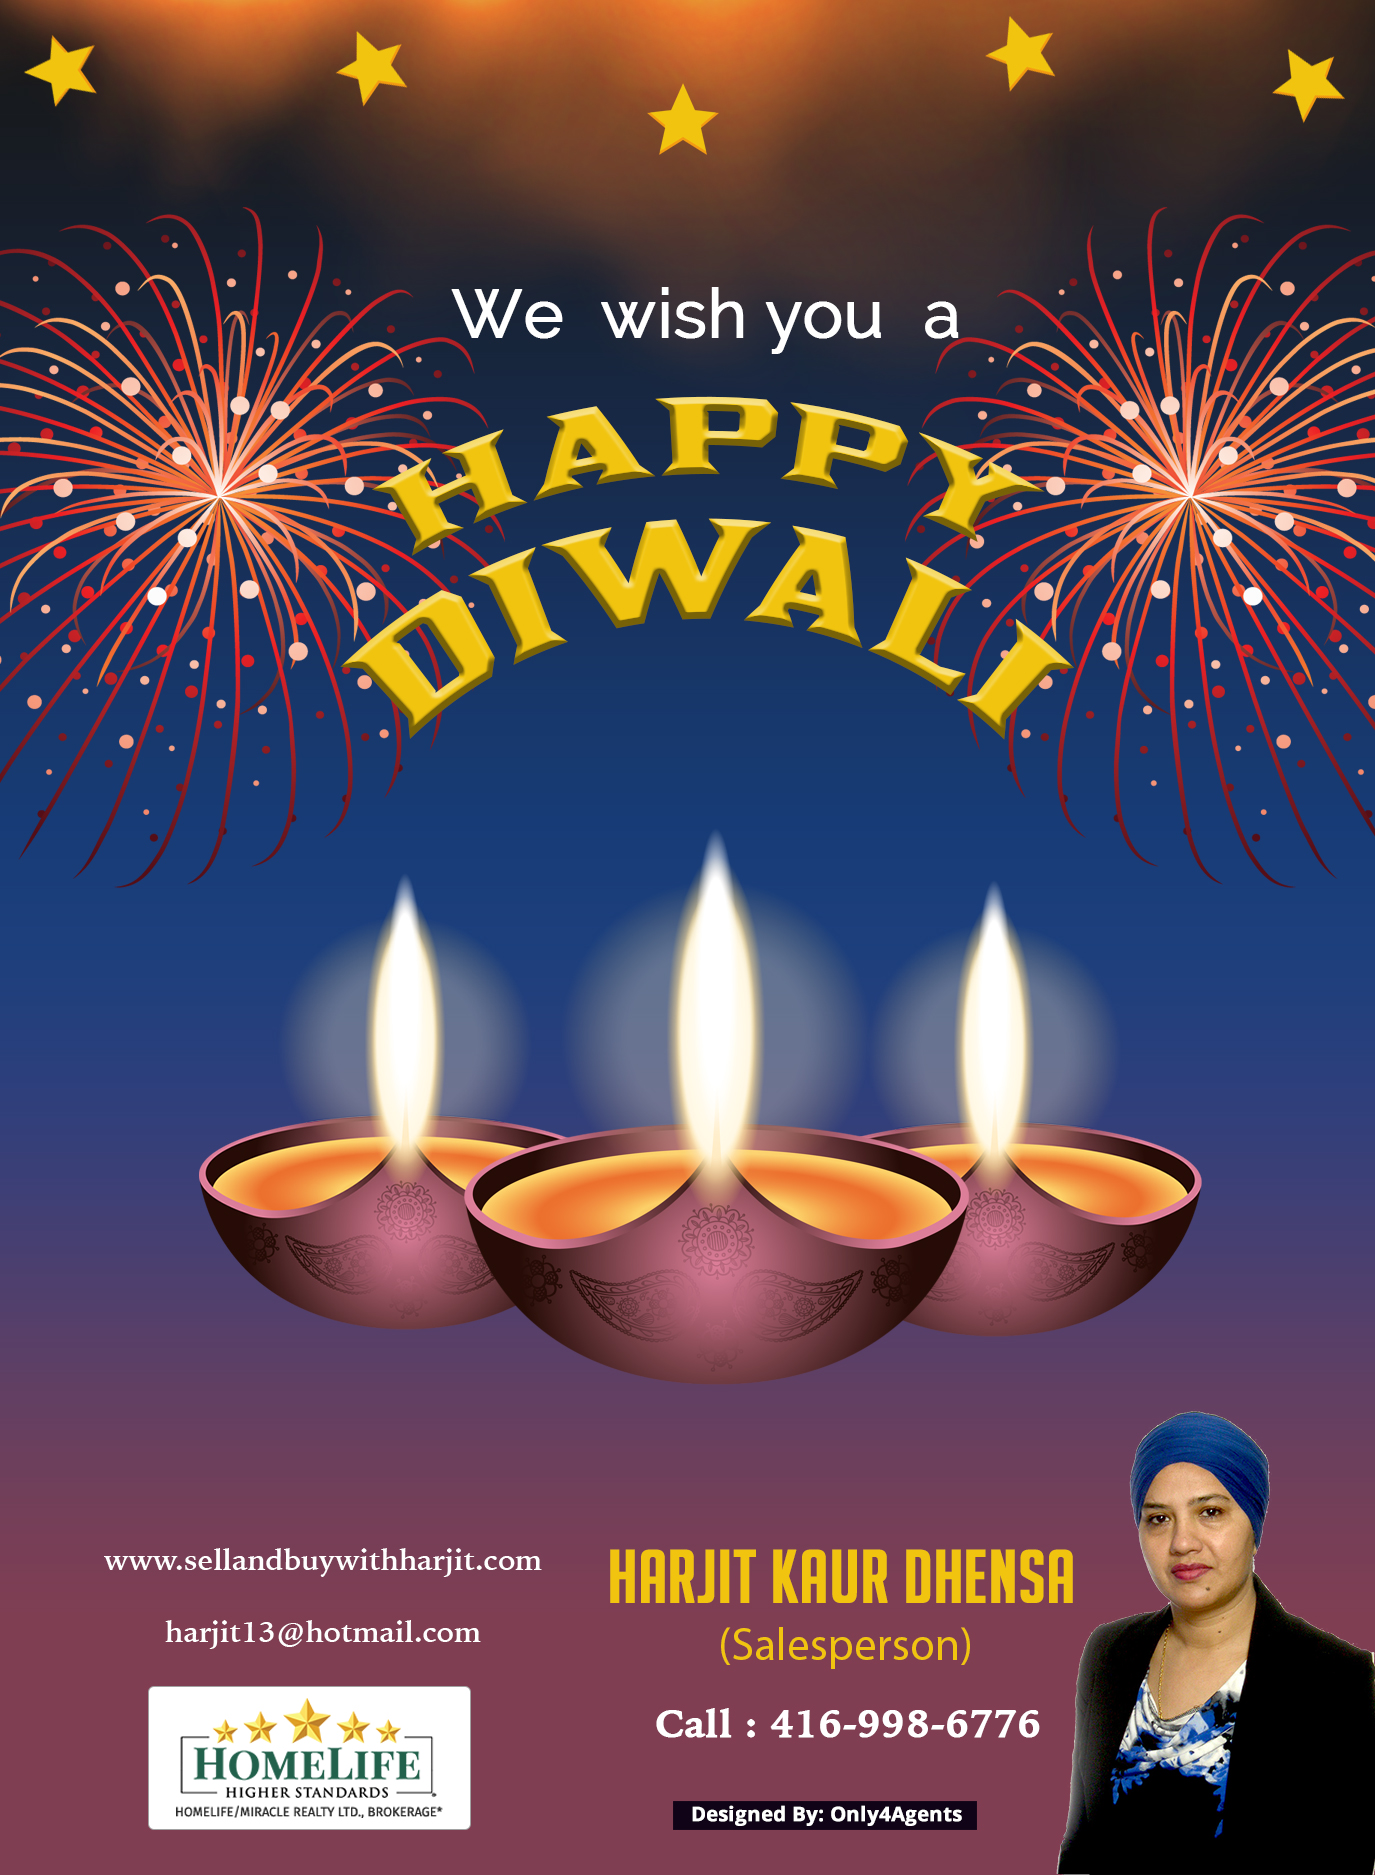 We wish you a
HAPPY
DIWALI
www.sellandbuywithharjit.com
harjit13@hotmail.com
HOMELIFE
HIGHER STANDARDS
HOMELIFE/MIRACLE REALTY LTD., BROKERAGE*
HARJIT KAUR DHENSA
(Salesperson)
Call : 416-998-6776
Designed By: Only4Agents